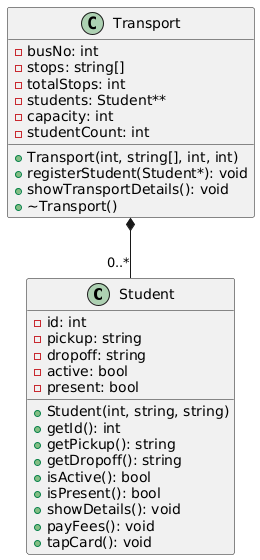 C Transport
busNo: int
stops: string[]
totalStops: int
students: Student**
capacity: int
studentCount: int
Transport(int, string[], int, int)
registerStudent(Student*): void
showTransportDetails(): void
~Transport()
0..*
C Student
id: int
pickup: string
dropoff: string
active: bool
present: bool
Student(int, string, string)
getId(): int
getPickup(): string
getDropoff(): string
isActive(): bool
isPresent(): bool
showDetails(): void
payFees(): void
tapCard(): void